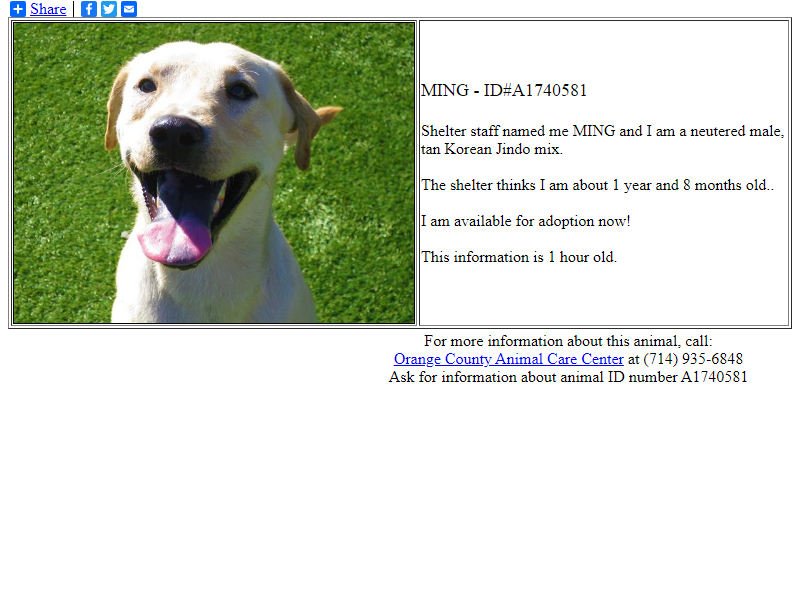 Share |
MING - ID#A1740581
Shelter staff named me MING and I am a neutered male,
tan Korean Jindo mix.
The shelter thinks I am about 1 year and 8 months old..
I am available for adoption now!
This information is 1 hour old.
For more information about this animal, call:
Orange County Animal Care Center at (714) 935-6848
Ask for information about animal ID number A1740581